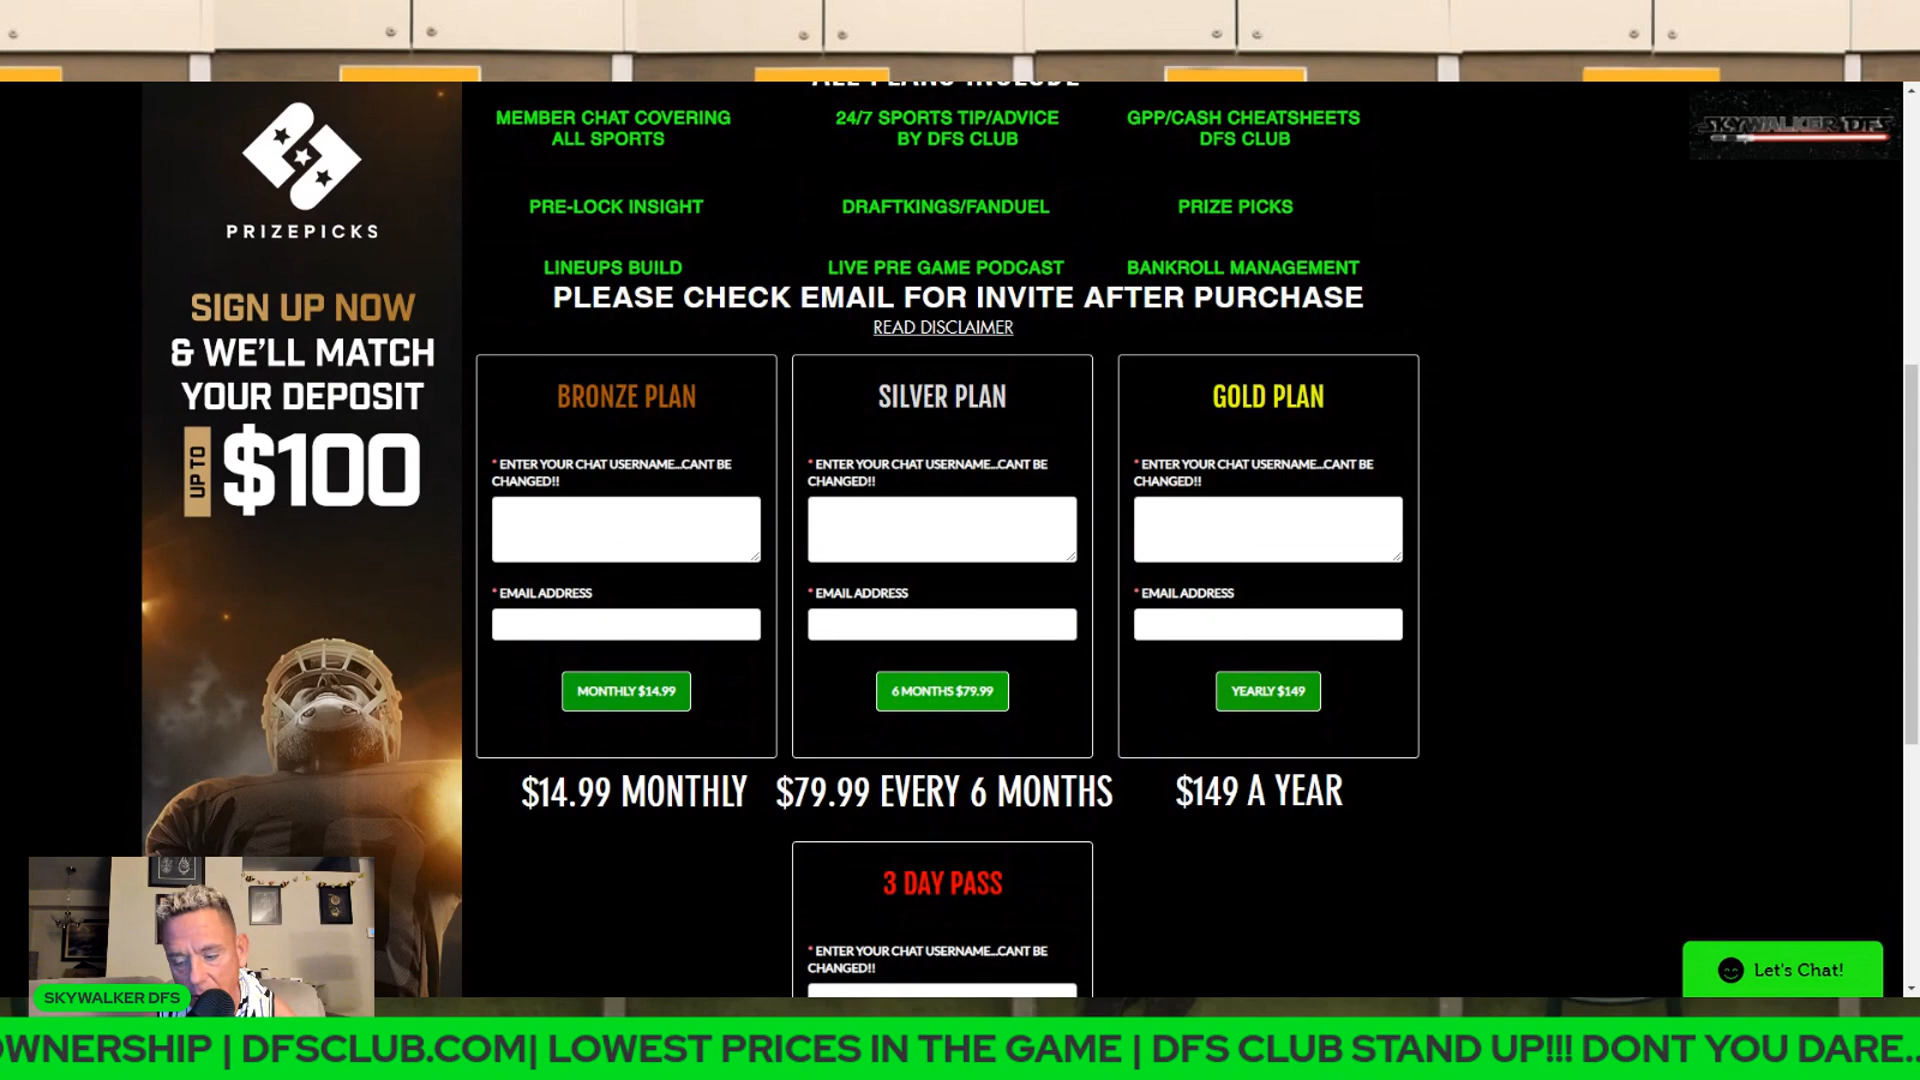 ALL PLANS INCLUDE
MEMBER CHAT COVERING
ALL SPORTS
24/7 SPORTS TIP/ADVICE
BY DFS CLUB
GPP/CASH CHEATSHEETS
DFS CLUB
SKYWALKER DFS
PRE-LOCK INSIGHT
DRAFTKINGS/FANDUEL
PRIZE PICKS
LINEUPS BUILD
LIVE PRE GAME PODCAST
BANKROLL MANAGEMENT
PLEASE CHECK EMAIL FOR INVITE AFTER PURCHASE
READ DISCLAIMER
PRIZEPICKS
SIGN UP NOW
& WE'LL MATCH
YOUR DEPOSIT
UP TO
$100
BRONZE PLAN
* ENTER YOUR CHAT USERNAME...CANT BE
CHANGED!!
* EMAIL ADDRESS
MONTHLY $14.99
$14.99 MONTHLY
SILVER PLAN
* ENTER YOUR CHAT USERNAME...CANT BE
CHANGED!!
* EMAIL ADDRESS
6 MONTHS $79.99
$79.99 EVERY 6 MONTHS
GOLD PLAN
* ENTER YOUR CHAT USERNAME...CANT BE
CHANGED!!
* EMAIL ADDRESS
YEARLY $149
$149 A YEAR
3 DAY PASS
* ENTER YOUR CHAT USERNAME...CANT BE
CHANGED!!
Let's Chat!
SKYWALKER DFS
OWNERSHIP | DFSCLUB.COM| LOWEST PRICES IN THE GAME | DFS CLUB STAND UP!!! DONT YOU DARE..